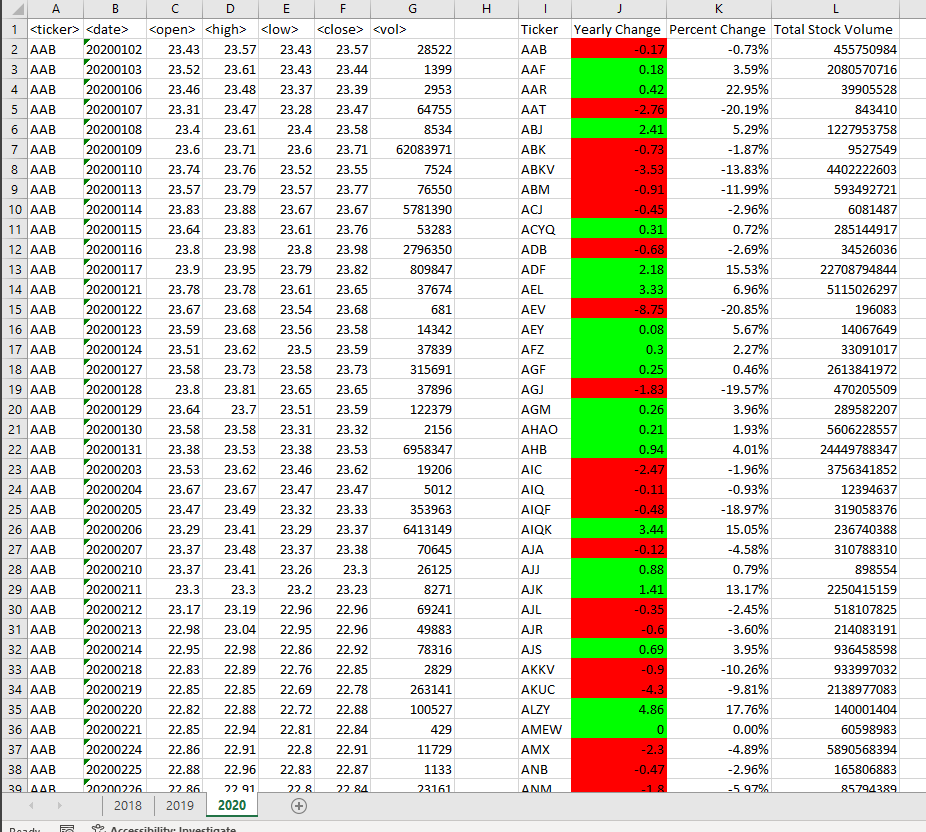 A B C D E F G H I J K L
1 <ticker> <date> <open> <high> <low> <close> <vol> Ticker Yearly Change Percent Change Total Stock Volume
2 AAB 20200102 23.43 23.57 23.43 23.57 28522 AAB -0.17 -0.73% 455750984
3 AAB 20200103 23.52 23.61 23.43 23.44 1399 AAF 0.18 3.59% 2080570716
4 AAB 20200106 23.46 23.48 23.37 23.39 2953 AAR 0.42 22.95% 39905528
5 AAB 20200107 23.31 23.47 23.28 23.47 64755 AAT -2.76 -20.19% 843410
6 AAB 20200108 23.4 23.61 23.4 23.58 8534 ABJ 2.41 5.29% 1227953758
7 AAB 20200109 23.6 23.71 23.6 23.71 62083971 ABK -0.73 -1.87% 9527549
8 AAB 20200110 23.74 23.76 23.52 23.55 7524 ABKV -3.53 -13.83% 4402222603
9 AAB 20200113 23.57 23.79 23.57 23.77 76550 ABM -0.91 -11.99% 593492721
10 AAB 20200114 23.83 23.88 23.67 23.67 5781390 ACJ -0.45 -2.96% 6081487
11 AAB 20200115 23.64 23.83 23.61 23.76 53283 ACYQ 0.31 0.72% 285144917
12 AAB 20200116 23.8 23.98 23.8 23.98 2796350 ADB -0.68 -2.69% 34526036
13 AAB 20200117 23.9 23.95 23.79 23.82 809847 ADF 2.18 15.53% 22708794844
14 AAB 20200121 23.78 23.78 23.61 23.65 37674 AEL 3.33 6.96% 5115026297
15 AAB 20200122 23.67 23.68 23.54 23.68 681 AEV -8.75 -20.85% 196083
16 AAB 20200123 23.59 23.68 23.56 23.58 14342 AEY 0.08 5.67% 14067649
17 AAB 20200124 23.51 23.62 23.5 23.59 37839 AFZ 0.3 2.27% 33091017
18 AAB 20200127 23.58 23.73 23.58 23.73 315691 AGF 0.25 0.46% 2613841972
19 AAB 20200128 23.8 23.81 23.65 23.65 37896 AGJ -1.83 -19.57% 470205509
20 AAB 20200129 23.64 23.7 23.51 23.59 122379 AGM 0.26 3.96% 289582207
21 AAB 20200130 23.58 23.58 23.31 23.32 2156 AHAO 0.21 1.93% 5606228557
22 AAB 20200131 23.38 23.53 23.38 23.53 6958347 AHB 0.94 4.01% 24449788347
23 AAB 20200203 23.53 23.62 23.46 23.62 19206 AIC -2.47 -1.96% 3756341852
24 AAB 20200204 23.67 23.67 23.47 23.47 5012 AIQ -0.11 -0.93% 12394637
25 AAB 20200205 23.47 23.49 23.32 23.33 353963 AIQF -0.48 -18.97% 319058376
26 AAB 20200206 23.29 23.41 23.29 23.37 6413149 AIQK 3.44 15.05% 236740388
27 AAB 20200207 23.37 23.48 23.37 23.38 70645 AJA -0.12 -4.58% 310788310
28 AAB 20200210 23.37 23.41 23.26 23.3 26125 AJJ 0.88 0.79% 898554
29 AAB 20200211 23.3 23.3 23.2 23.23 8271 AJK 1.41 13.17% 2250415159
30 AAB 20200212 23.17 23.19 22.96 22.96 69241 AJL -0.35 -2.45% 518107825
31 AAB 20200213 22.98 23.04 22.95 22.96 49883 AJR -0.6 -3.60% 214083191
32 AAB 20200214 22.95 22.98 22.86 22.92 78316 AJS 0.69 3.95% 936458598
33 AAB 20200218 22.83 22.89 22.76 22.85 2829 AKKV -0.9 -10.26% 933997032
34 AAB 20200219 22.85 22.85 22.69 22.78 263141 AKUC -4.3 -9.81% 2138977083
35 AAB 20200220 22.82 22.88 22.72 22.88 100527 ALZY 4.86 17.76% 140001404
36 AAB 20200221 22.85 22.94 22.81 22.84 429 AMEW 0 0.00% 60598983
37 AAB 20200224 22.86 22.91 22.8 22.91 11729 AMX -2.3 -4.89% 5890568394
38 AAB 20200225 22.88 22.96 22.83 22.87 1133 ANB -0.47 -2.96% 165806883
39 AAB 20200226 22.86 22.91 22.8 22.84 23161 ANM -1.8 -5.97% 85794389
2018 2019 2020
Ready Accessibility: Investigate